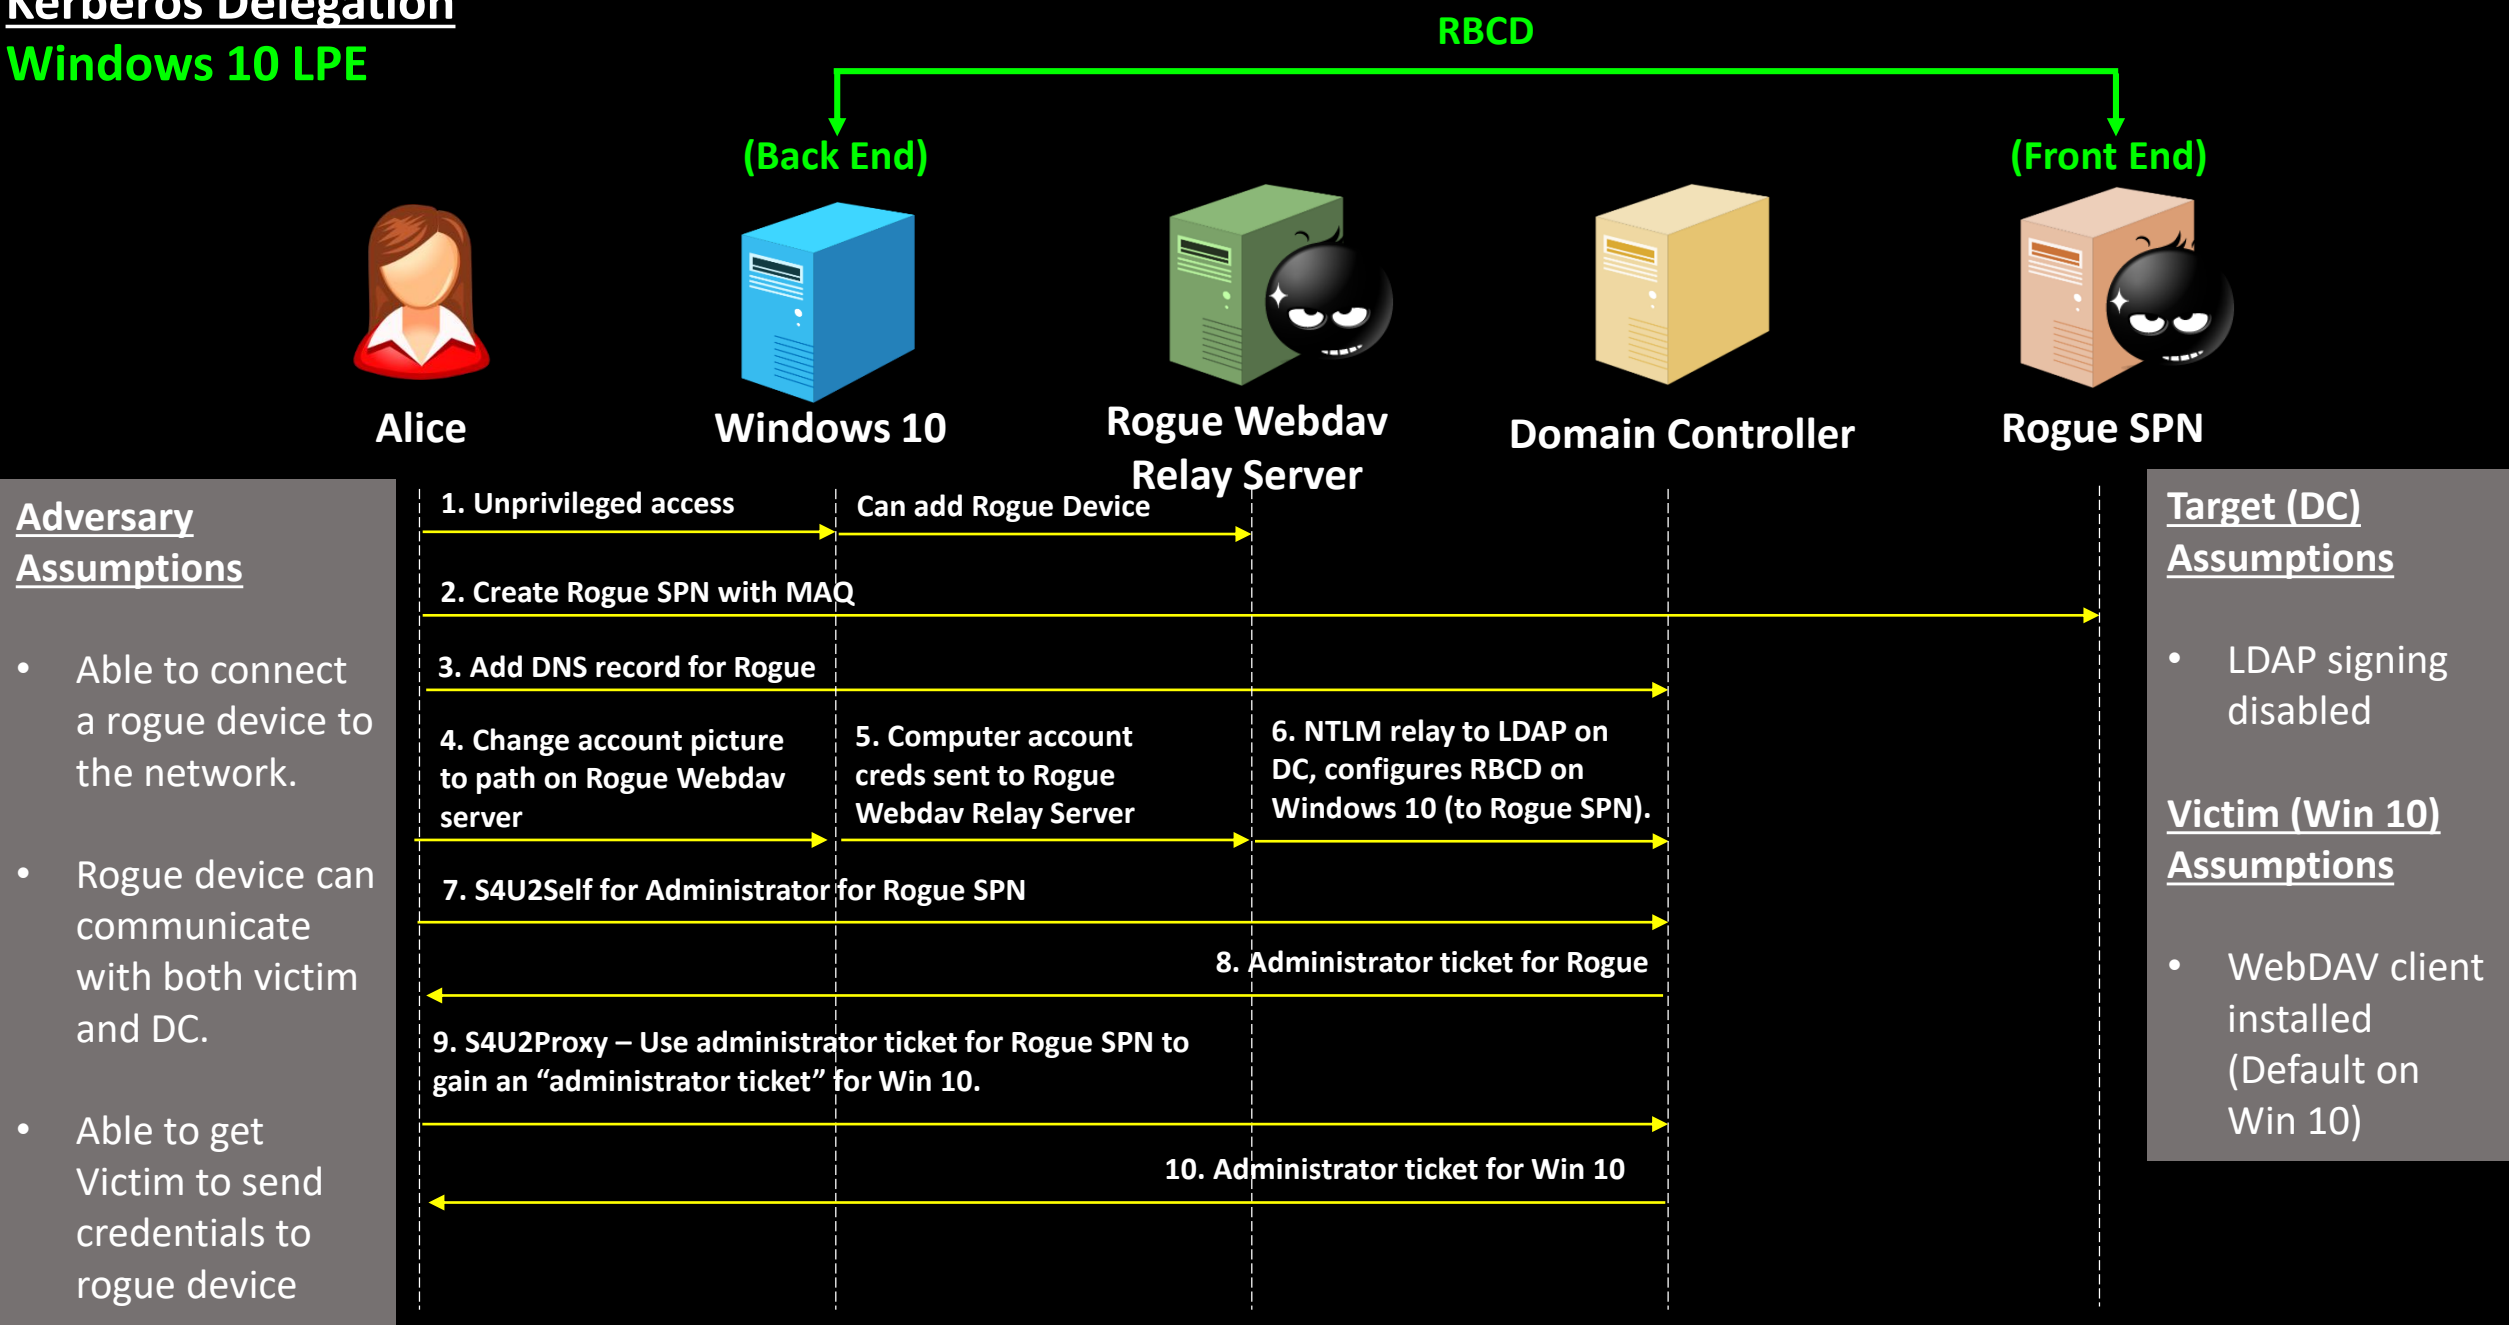 Kerberos Delegation
Windows 10 LPE
RBCD
(Back End)
(Front End)
Alice
Windows 10
Rogue Webdav
Relay Server
Domain Controller
Rogue SPN
Adversary
Assumptions
• Able to connect
a rogue device to
the network.
• Rogue device can
communicate
with both victim
and DC.
• Able to get
Victim to send
credentials to
rogue device
1. Unprivileged access
Can add Rogue Device
2. Create Rogue SPN with MAQ
3. Add DNS record for Rogue
4. Change account picture
to path on Rogue Webdav
server
5. Computer account
creds sent to Rogue
Webdav Relay Server
6. NTLM relay to LDAP on
DC, configures RBCD on
Windows 10 (to Rogue SPN).
7. S4U2Self for Administrator for Rogue SPN
8. Administrator ticket for Rogue
9. S4U2Proxy – Use administrator ticket for Rogue SPN to
gain an “administrator ticket” for Win 10.
10. Administrator ticket for Win 10
Target (DC)
Assumptions
• LDAP signing
disabled
Victim (Win 10)
Assumptions
• WebDAV client
installed
(Default on
Win 10)